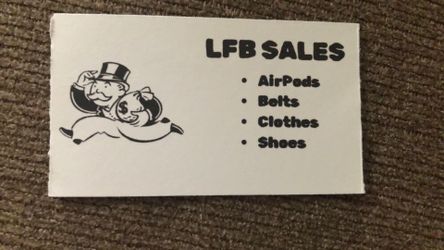 LFB SALES
• AirPods
• Belts
• Clothes
• Shoes
$